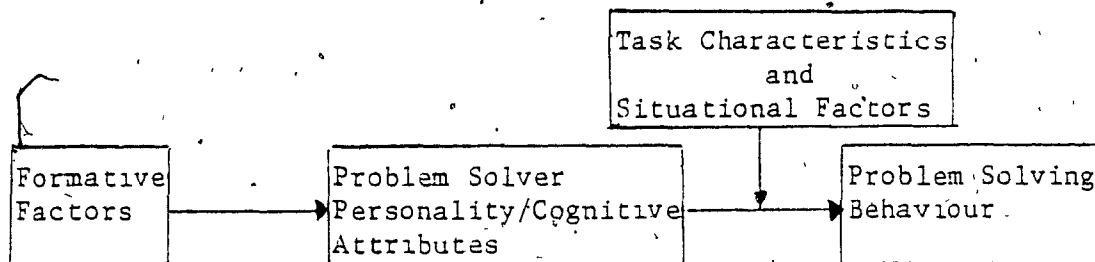 Task Characteristics
and
Situational Factors
Formative
Factors
Problem Solver
Personality/Cognitive
Attributes
Problem Solving
Behaviour